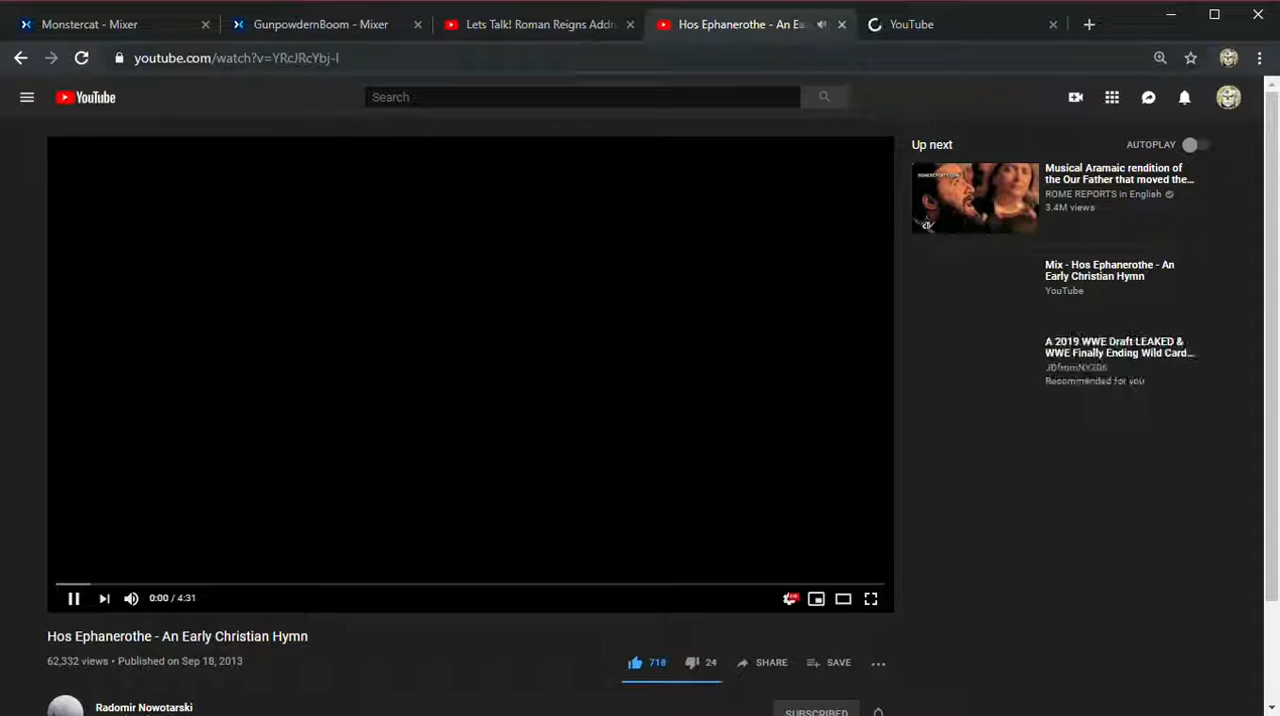 Monstercat - Mixer
GunpowdernBoom - Mixer
Lets Talk! Roman Reigns Addr
Hos Ephanerothe - An Ea
YouTube
youtube.com/watch?v=YRcJRcYbj-I
YouTube
Search
Up next
AUTOPLAY
Musical Aramaic rendition of
the Our Father that moved the...
ROME REPORTS in English
3.4M views
Mix - Hos Ephanerothe - An
Early Christian Hymn
YouTube
A 2019 WWE Draft LEAKED &
WWE Finally Ending Wild Card...
JDfromNY206
Recommended for you
0:00 / 4:31
Hos Ephanerothe - An Early Christian Hymn
62,332 views • Published on Sep 18, 2013
718
24
SHARE
SAVE
Radomir Nowotarski
SUBSCRIBED